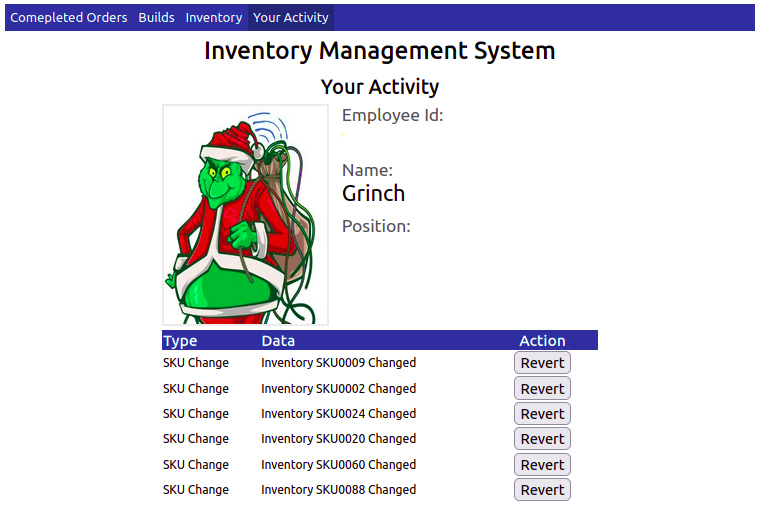 Comepleted Orders Builds Inventory Your Activity
Inventory Management System
Your Activity
Employee Id:
Name:
Grinch
Position:
Type Data Action
SKU Change Inventory SKU0009 Changed Revert
SKU Change Inventory SKU0002 Changed Revert
SKU Change Inventory SKU0024 Changed Revert
SKU Change Inventory SKU0020 Changed Revert
SKU Change Inventory SKU0060 Changed Revert
SKU Change Inventory SKU0088 Changed Revert